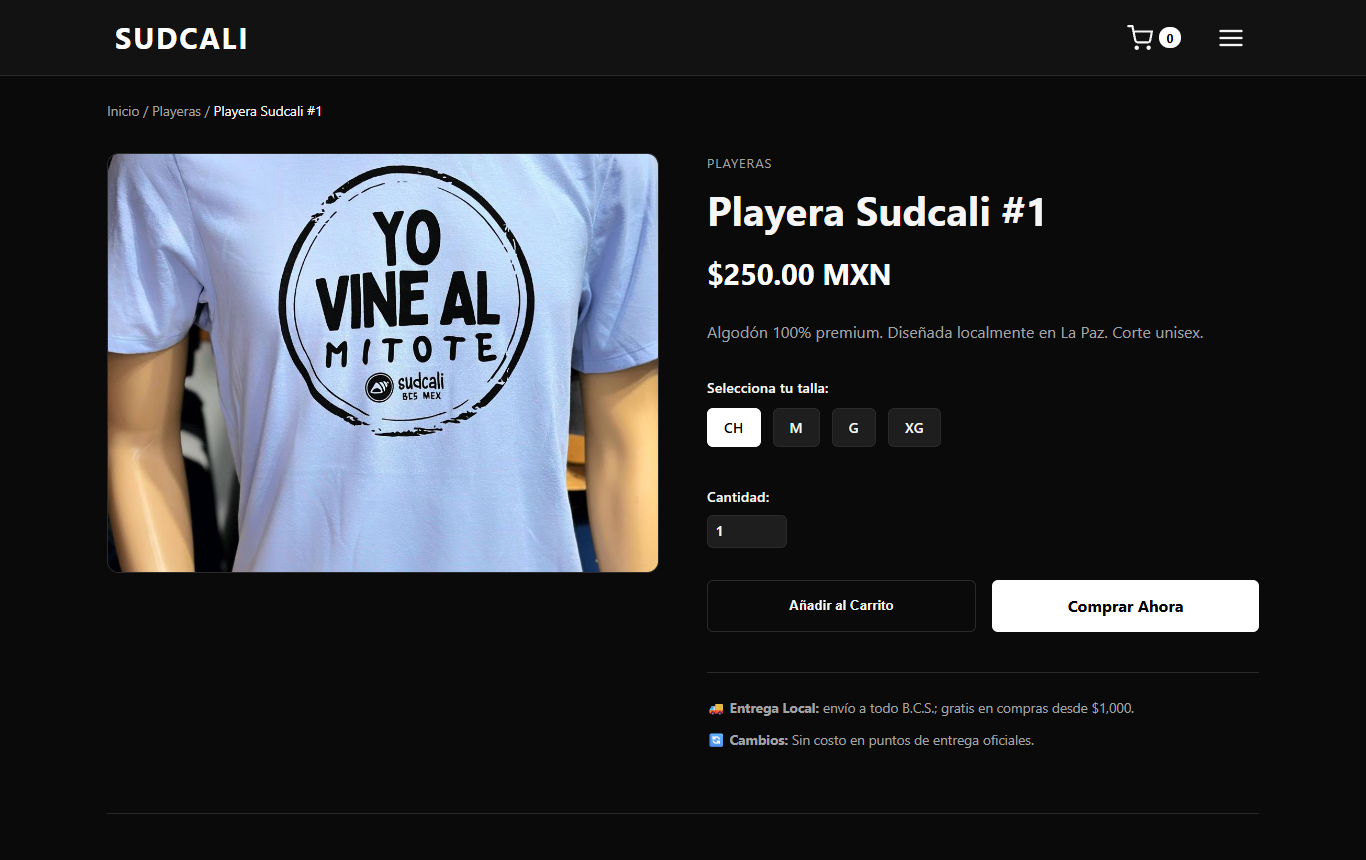 SUDCALI
0
Inicio / Playeras / Playera Sudcali #1
YO
VINE AL
MITOTE
sudcali
BCS MEX
PLAYERAS
Playera Sudcali #1
$250.00 MXN
Algodón 100% premium. Diseñada localmente en La Paz. Corte unisex.
Selecciona tu talla:
CH M G XG
Cantidad:
1
Añadir al Carrito Comprar Ahora
Entrega Local: envío a todo B.C.S.; gratis en compras desde $1,000.
Cambios: Sin costo en puntos de entrega oficiales.